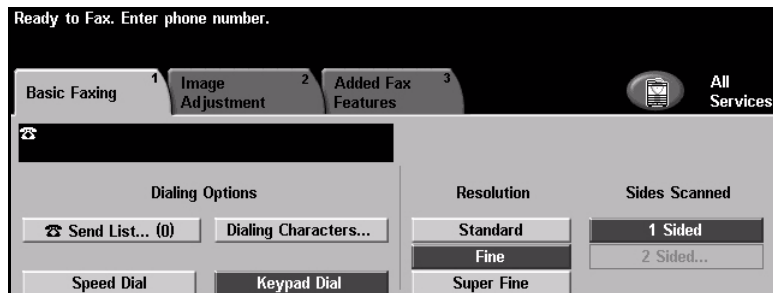 Ready to Fax. Enter phone number.
Basic Faxing 1
Image Adjustment 2
Added Fax Features 3
All Services
Dialing Options
Resolution
Sides Scanned
☎ Send List... (0)
Dialing Characters...
Standard
1 Sided
Fine
2 Sided...
Speed Dial
Keypad Dial
Super Fine